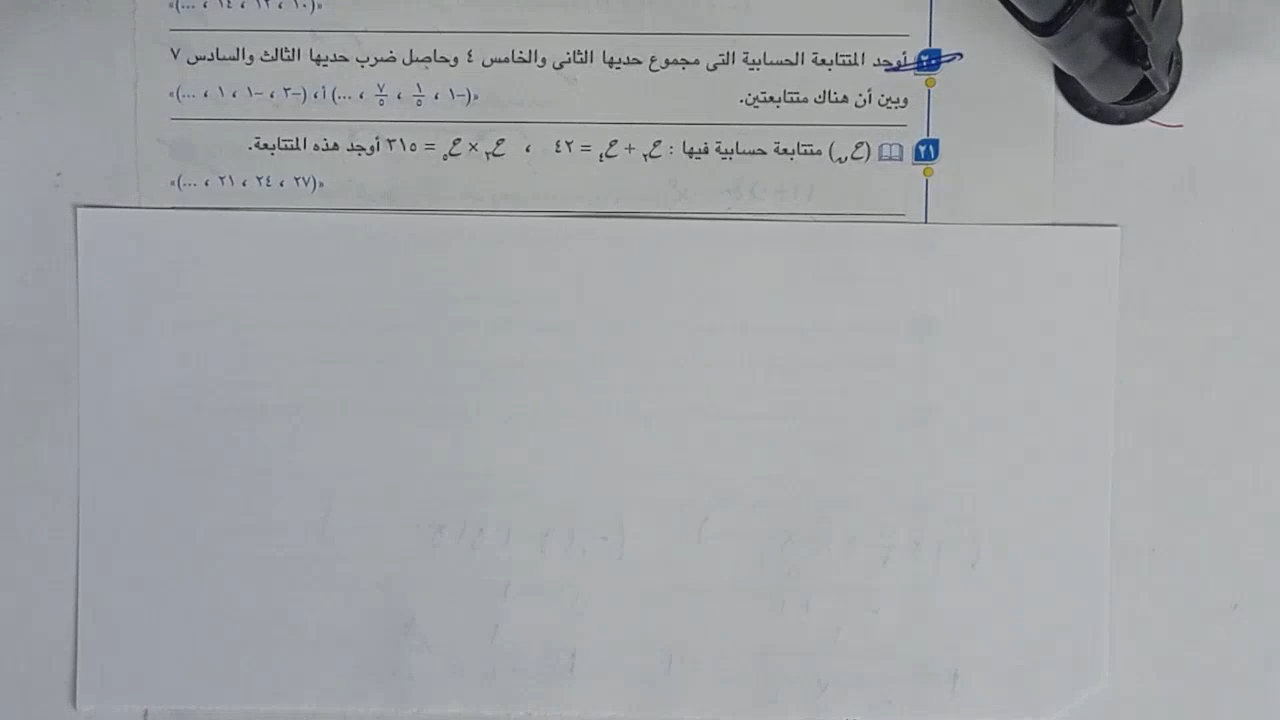 «(١٠ ، ١٢ ، ١٤ ، ...)»
أوجد المتتابعة الحسابية التى مجموع حديها الثانى والخامس ٤ وحاصل ضرب حديها الثالث والسادس ٧
وبين أن هناك متتابعتين. «(-١ ، ١/٥ ، ٧/٥ ، ...) أ، (-٣ ، -١ ، ١ ، ...)»
٢١ (ح‌ن) متتابعة حسابية فيها : ح٢ + ح٤ = ٤٢ ، ح٣ × ح٥ = ٣١٥ أوجد هذه المتتابعة.
«(٢٧ ، ٢٤ ، ٢١ ، ...)»